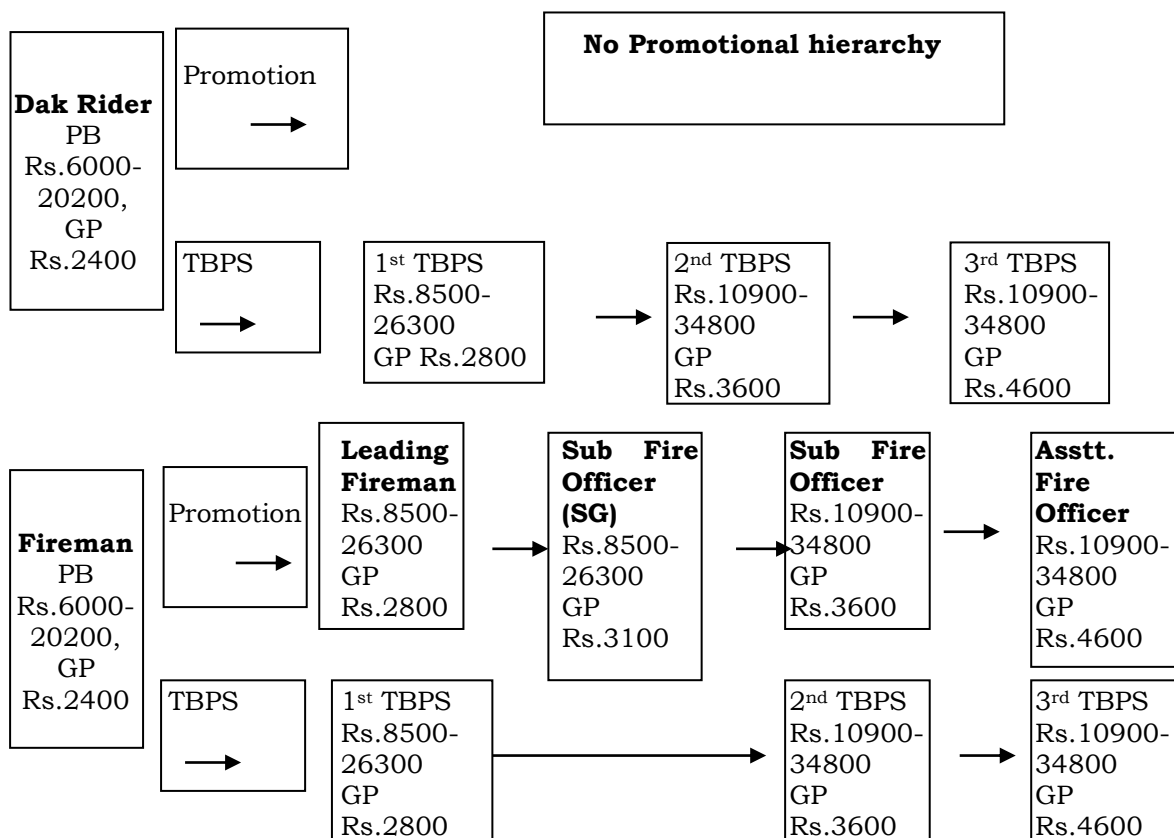 Dak Rider
PB
Rs.6000-
20200,
GP
Rs.2400
Promotion
No Promotional hierarchy
TBPS
1st TBPS
Rs.8500-
26300
GP Rs.2800
2nd TBPS
Rs.10900-
34800
GP
Rs.3600
3rd TBPS
Rs.10900-
34800
GP
Rs.4600
Fireman
PB
Rs.6000-
20200,
GP
Rs.2400
Promotion
Leading
Fireman
Rs.8500-
26300
GP
Rs.2800
Sub Fire
Officer
(SG)
Rs.8500-
26300
GP
Rs.3100
Sub Fire
Officer
Rs.10900-
34800
GP
Rs.3600
Asstt.
Fire
Officer
Rs.10900-
34800
GP
Rs.4600
TBPS
1st TBPS
Rs.8500-
26300
GP
Rs.2800
2nd TBPS
Rs.10900-
34800
GP
Rs.3600
3rd TBPS
Rs.10900-
34800
GP
Rs.4600